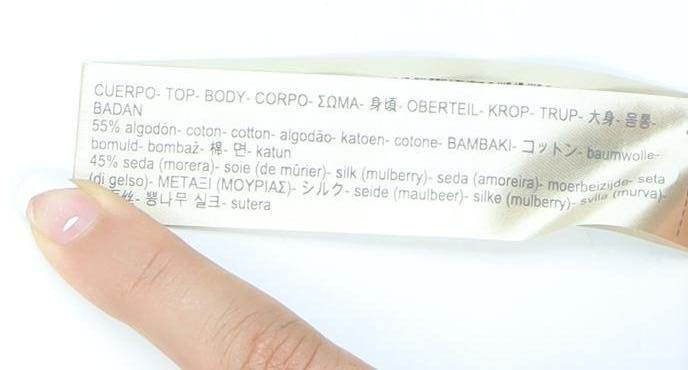 CUERPO- TOP- BODY- CORPO- ΣΩΜΑ- 身頃- OBERTEIL- KROP- TRUP- 大身- 몸통-
BADAN
55% algodón- coton- cotton- algodão- katoen- cotone- BAMBAKI- コットン- baumwolle-
bomuld- bombaž- 棉- 면- katun
45% seda (morera)- soie (de mûrier)- silk (mulberry)- seda (amoreira)- moerbeizijde- seta
(di gelso)- ΜΕΤΑΞΙ (ΜΟΥΡΙΑΣ)- シルク- seide (maulbeer)- silke (mulberry)- svila (murva)-
뽕나무 실크- sutera